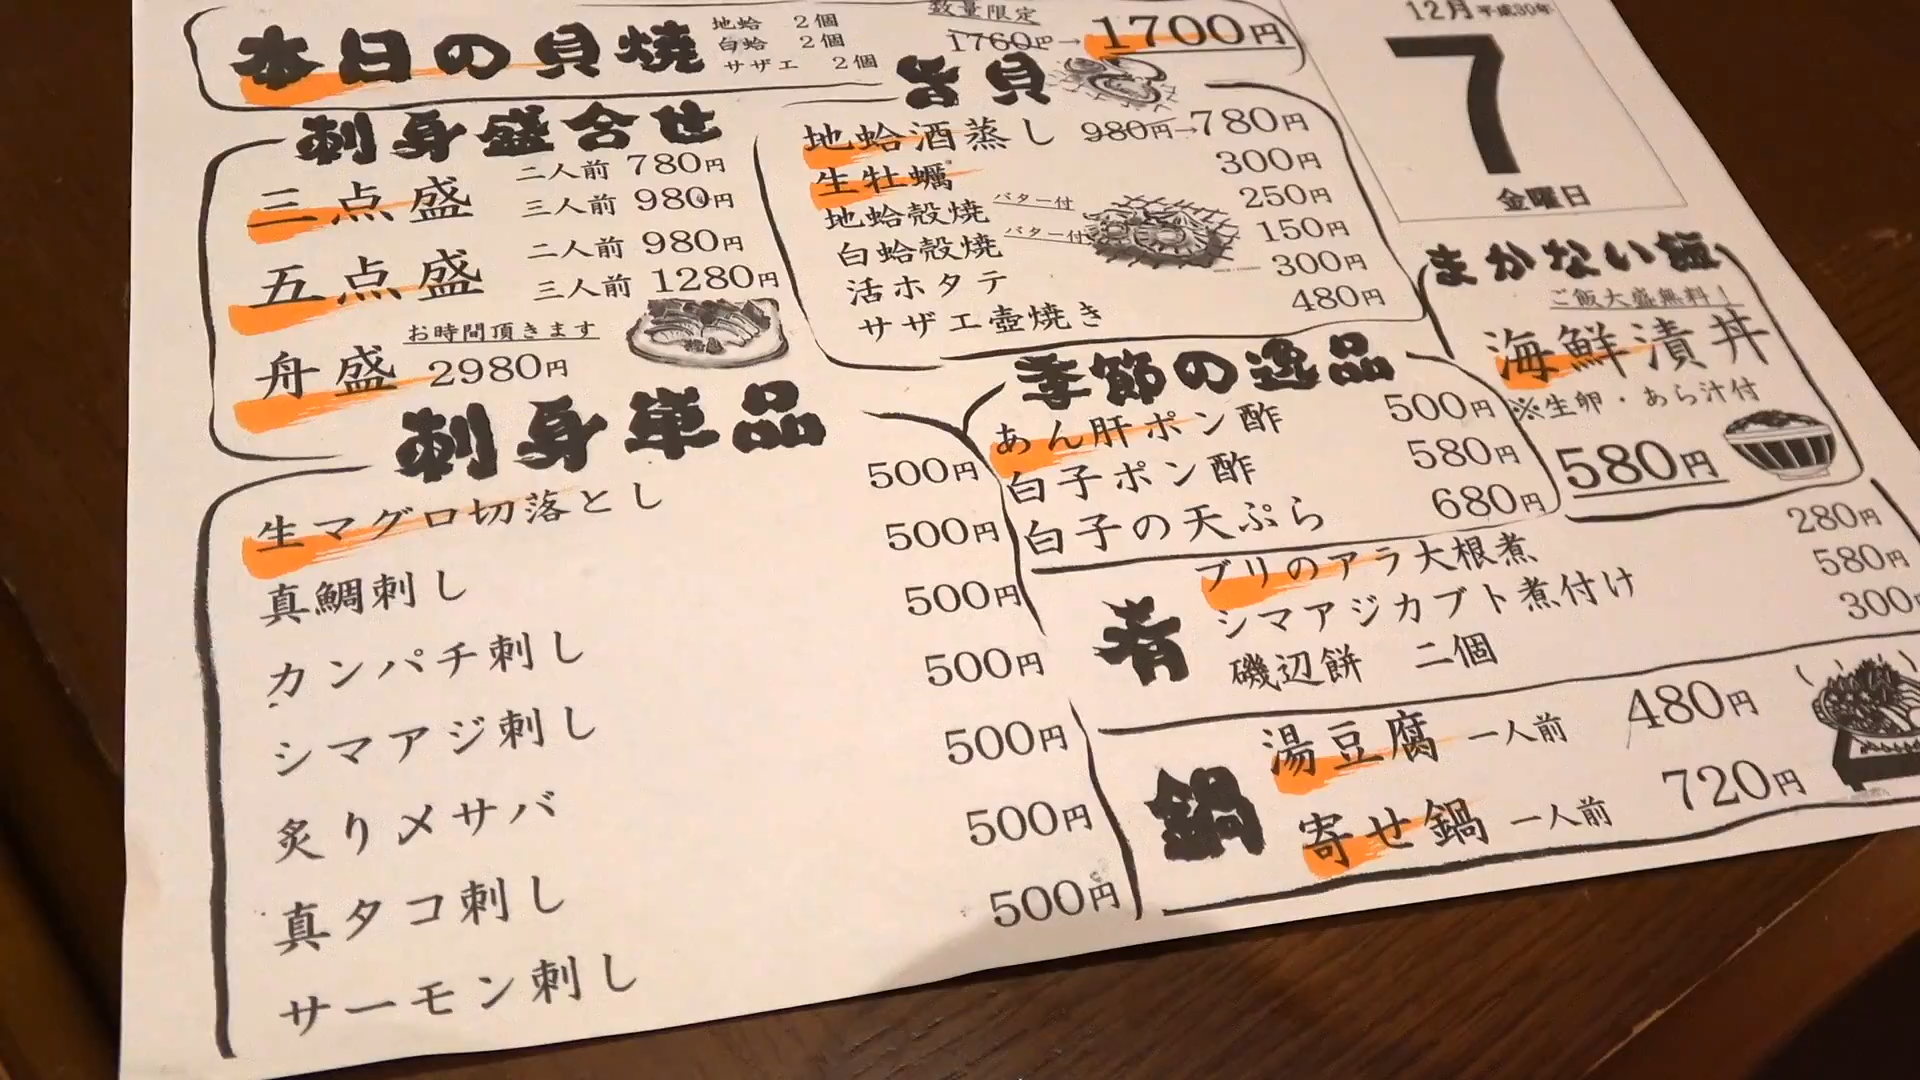 本日の貝焼
地蛤 2個
白蛤 2個
サザエ 2個
数量限定
1760円→1700円
刺身盛合せ
三点盛 二人前 780円
三人前 980円
五点盛 二人前 980円
三人前 1280円
お時間頂きます
舟盛 2980円
旨貝
地蛤酒蒸し 980円→780円
生牡蠣 300円
地蛤殻焼 バター付 250円
白蛤殻焼 バター付 150円
活ホタテ 300円
サザエ壺焼き 480円
12月 平成30年
7
金曜日
まかない飯
ご飯大盛無料！
海鮮漬丼
※生卵・あら汁付
580円
刺身単品
生マグロ切落とし 500円
真鯛刺し 500円
カンパチ刺し 500円
シマアジ刺し 500円
炙り〆サバ 500円
真タコ刺し 500円
サーモン刺し 500円
季節の逸品
あん肝ポン酢 500円
白子ポン酢 580円
白子の天ぷら 680円
肴
ブリのアラ大根煮 280円
シマアジカブト煮付け 580円
磯辺餅 二個 300円
鍋
湯豆腐 一人前 480円
寄せ鍋 一人前 720円